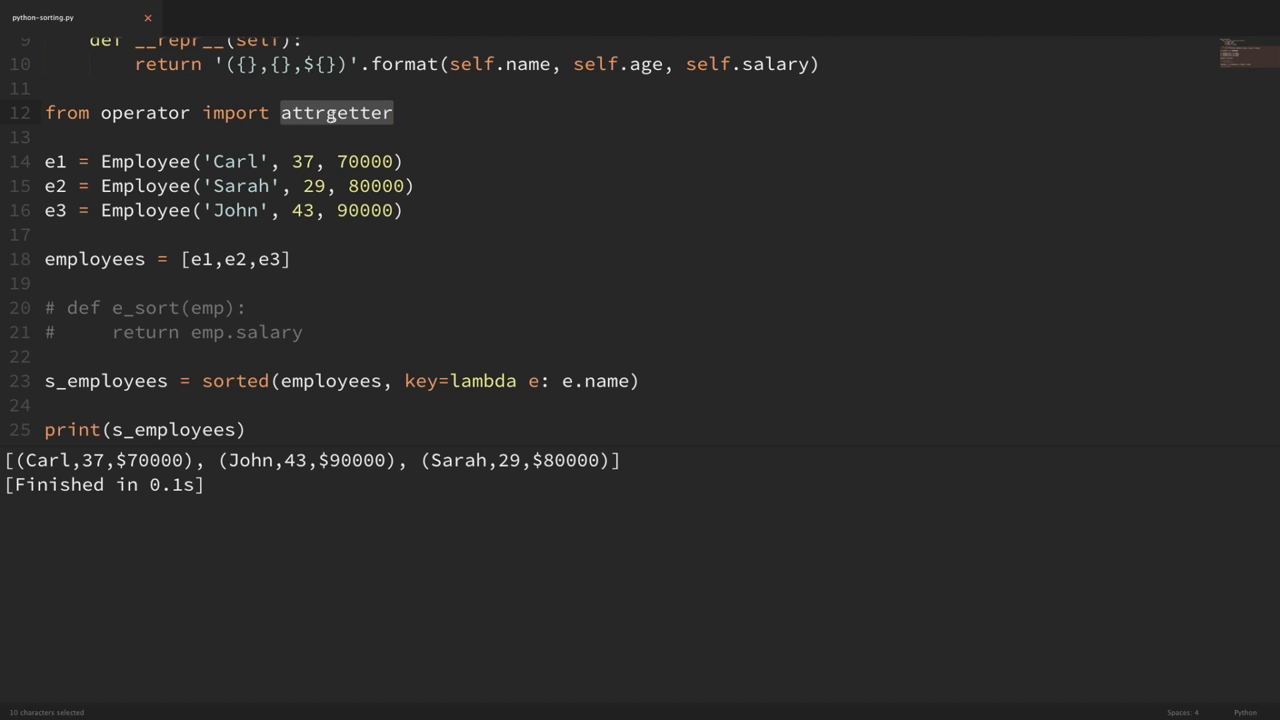 python-sorting.py ×
9     def __repr__(self):
10         return '({},{},${})'.format(self.name, self.age, self.salary)
11
12 from operator import attrgetter
13
14 e1 = Employee('Carl', 37, 70000)
15 e2 = Employee('Sarah', 29, 80000)
16 e3 = Employee('John', 43, 90000)
17
18 employees = [e1,e2,e3]
19
20 # def e_sort(emp):
21 #     return emp.salary
22
23 s_employees = sorted(employees, key=lambda e: e.name)
24
25 print(s_employees)
[(Carl,37,$70000), (John,43,$90000), (Sarah,29,$80000)]
[Finished in 0.1s]
10 characters selected Spaces: 4 Python